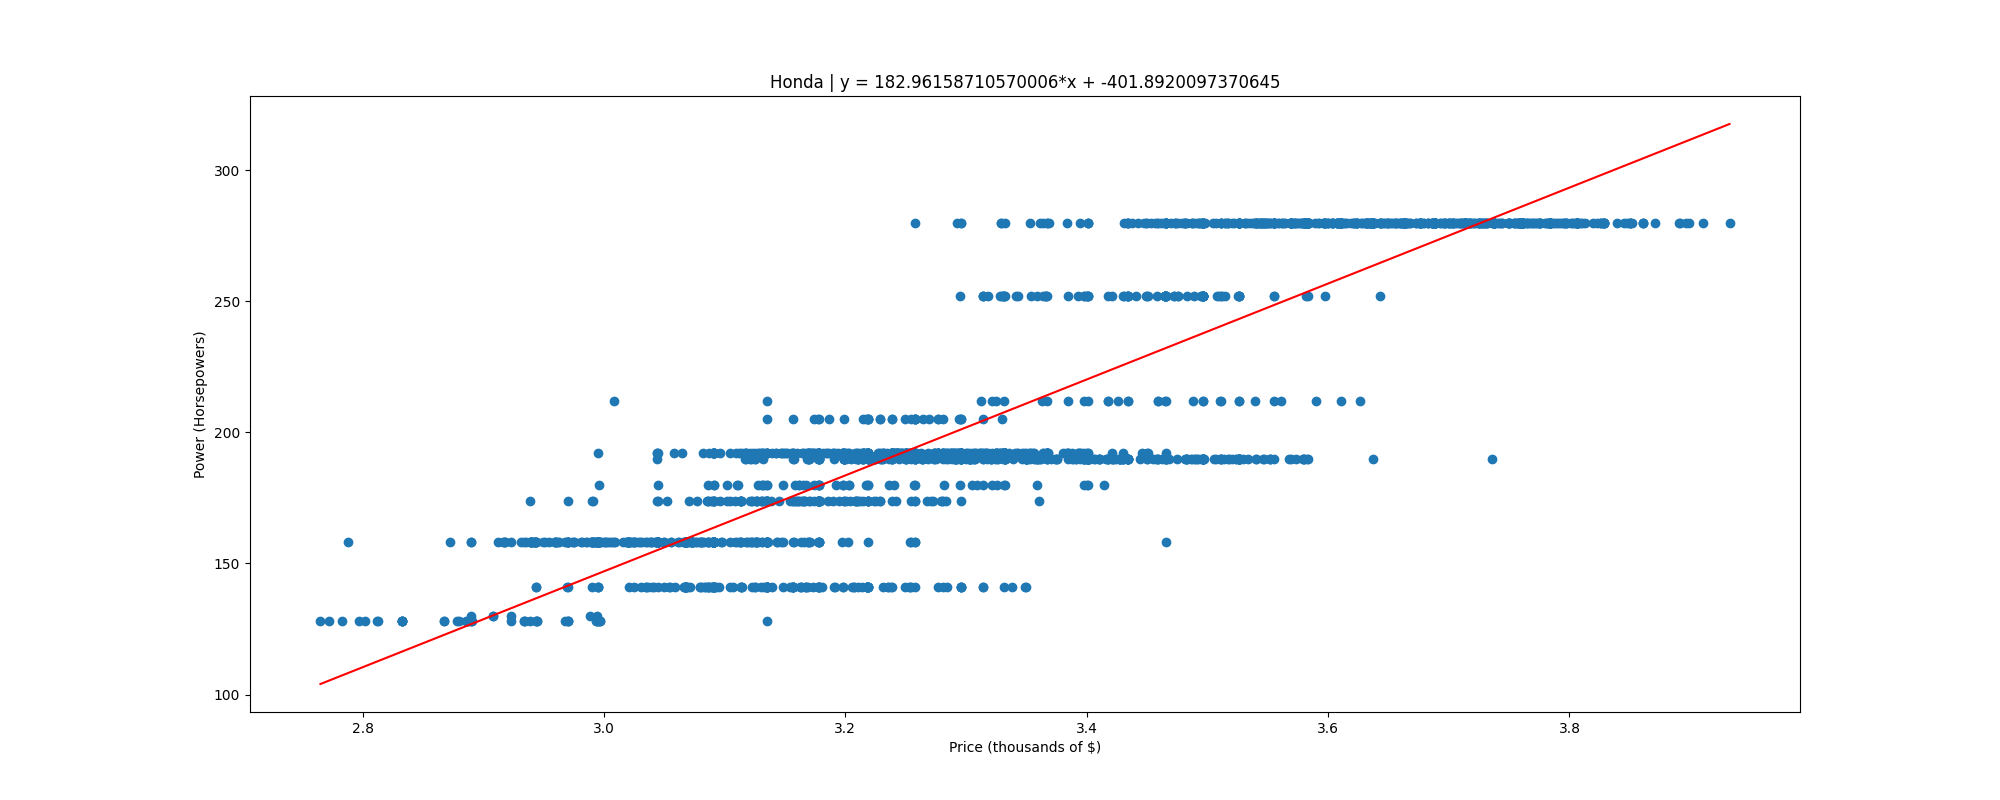 Honda | y = 182.96158710570006*x + -401.8920097370645
300
250
200
150
100
Power (Horsepowers)
2.8 3.0 3.2 3.4 3.6 3.8
Price (thousands of $)